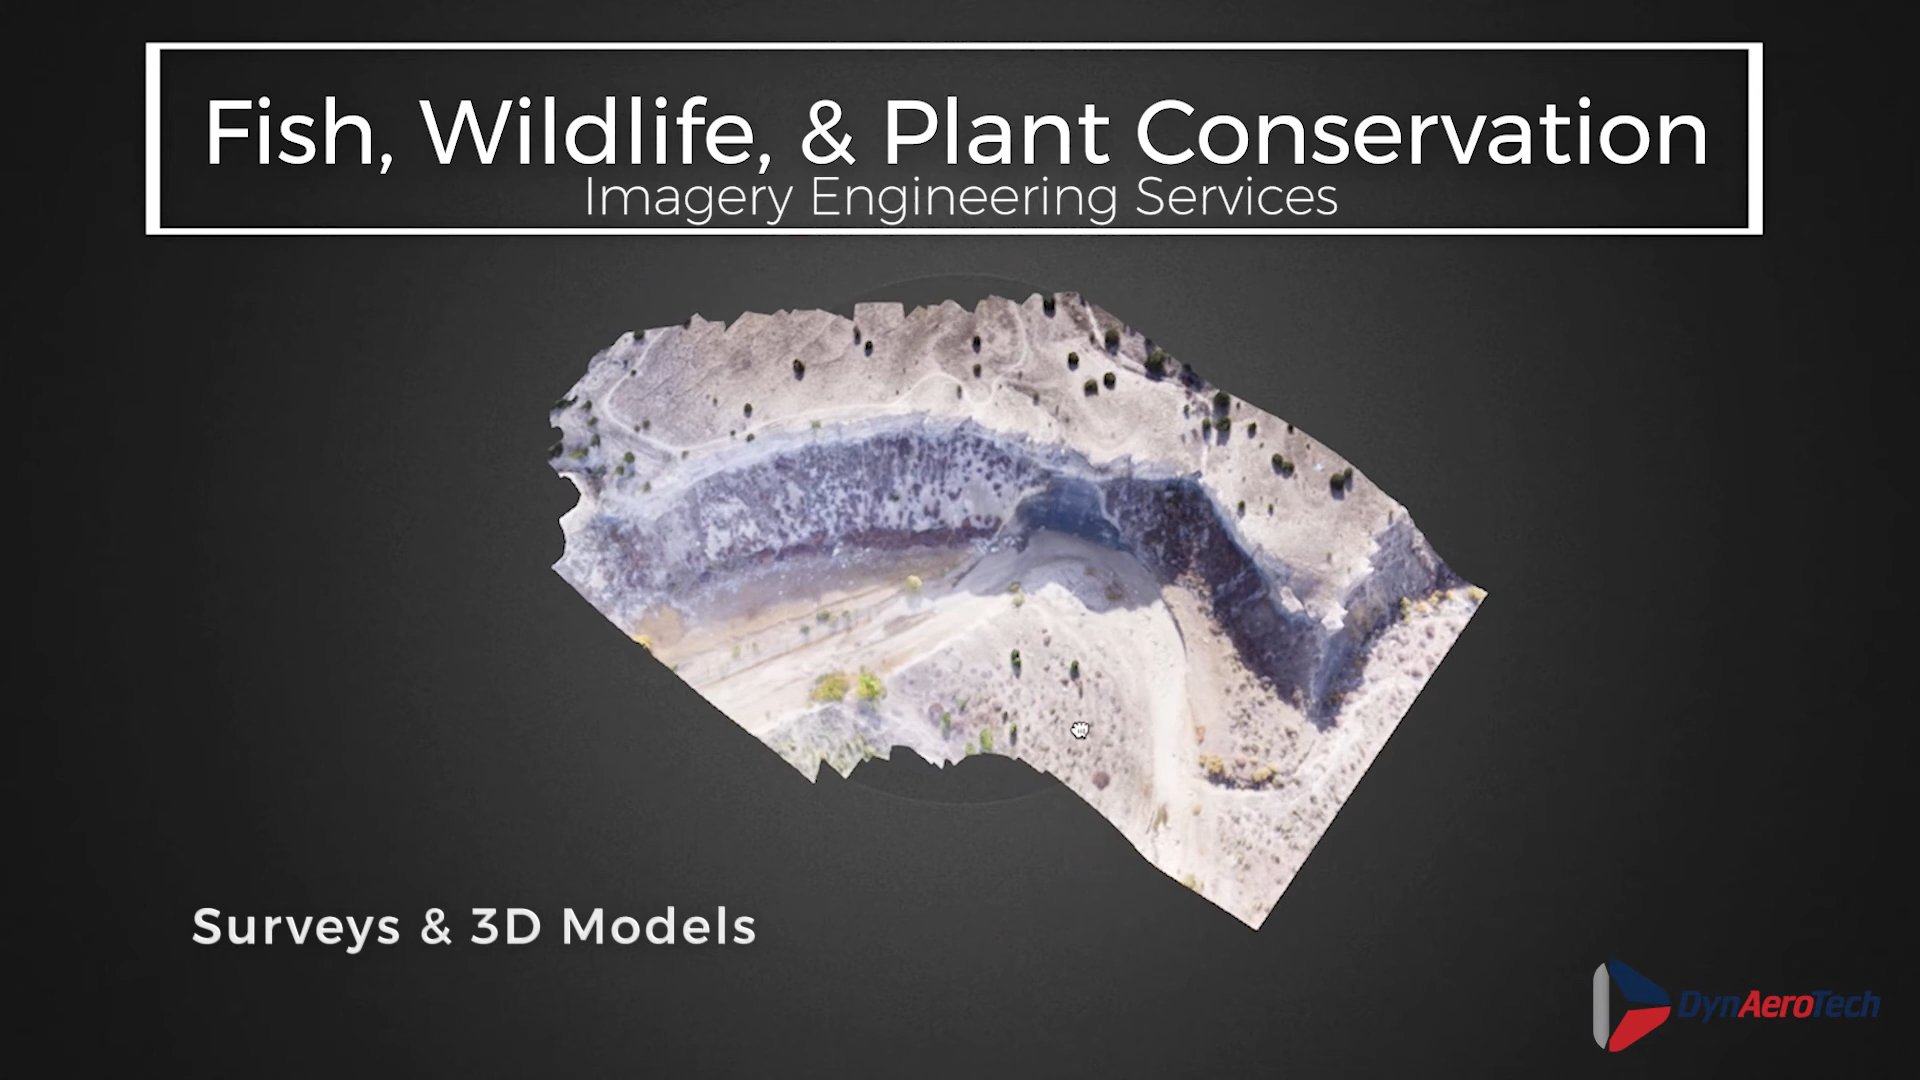 Fish, Wildlife, & Plant Conservation
Imagery Engineering Services
Surveys & 3D Models
DynAeroTech